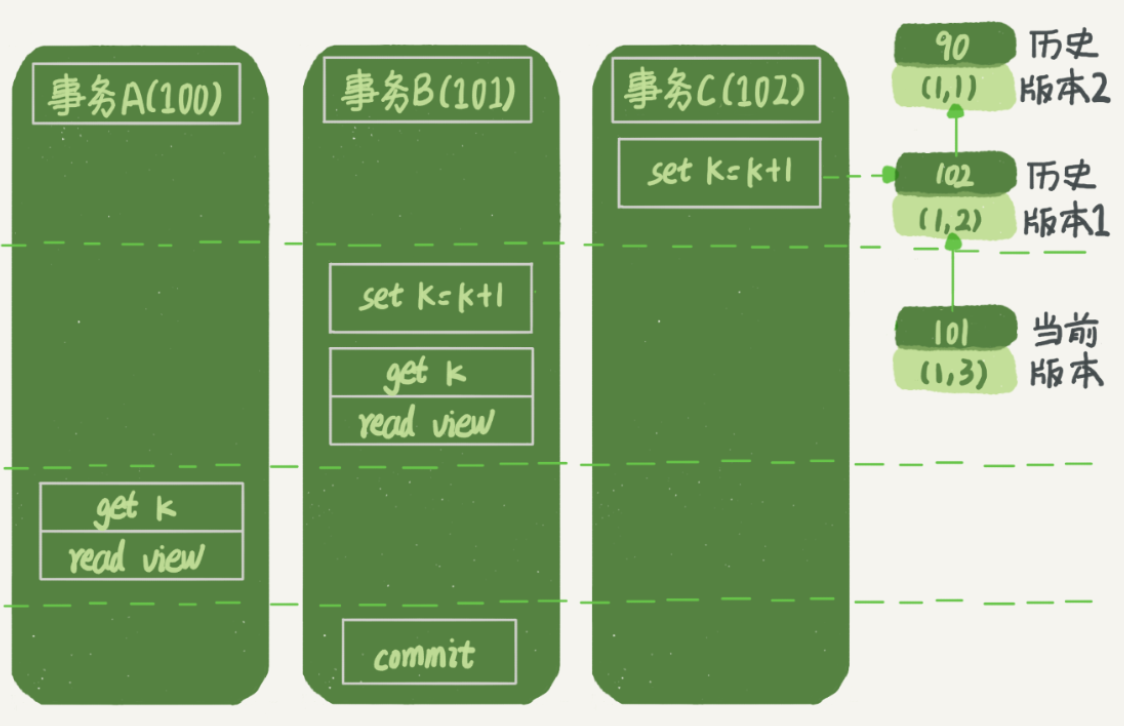 事务A(100)
get k
read view
事务B(101)
set k=k+1
get k
read view
commit
事务C(102)
set k=k+1
90
(1,1)
历史
版本2
102
(1,2)
历史
版本1
101
(1,3)
当前
版本